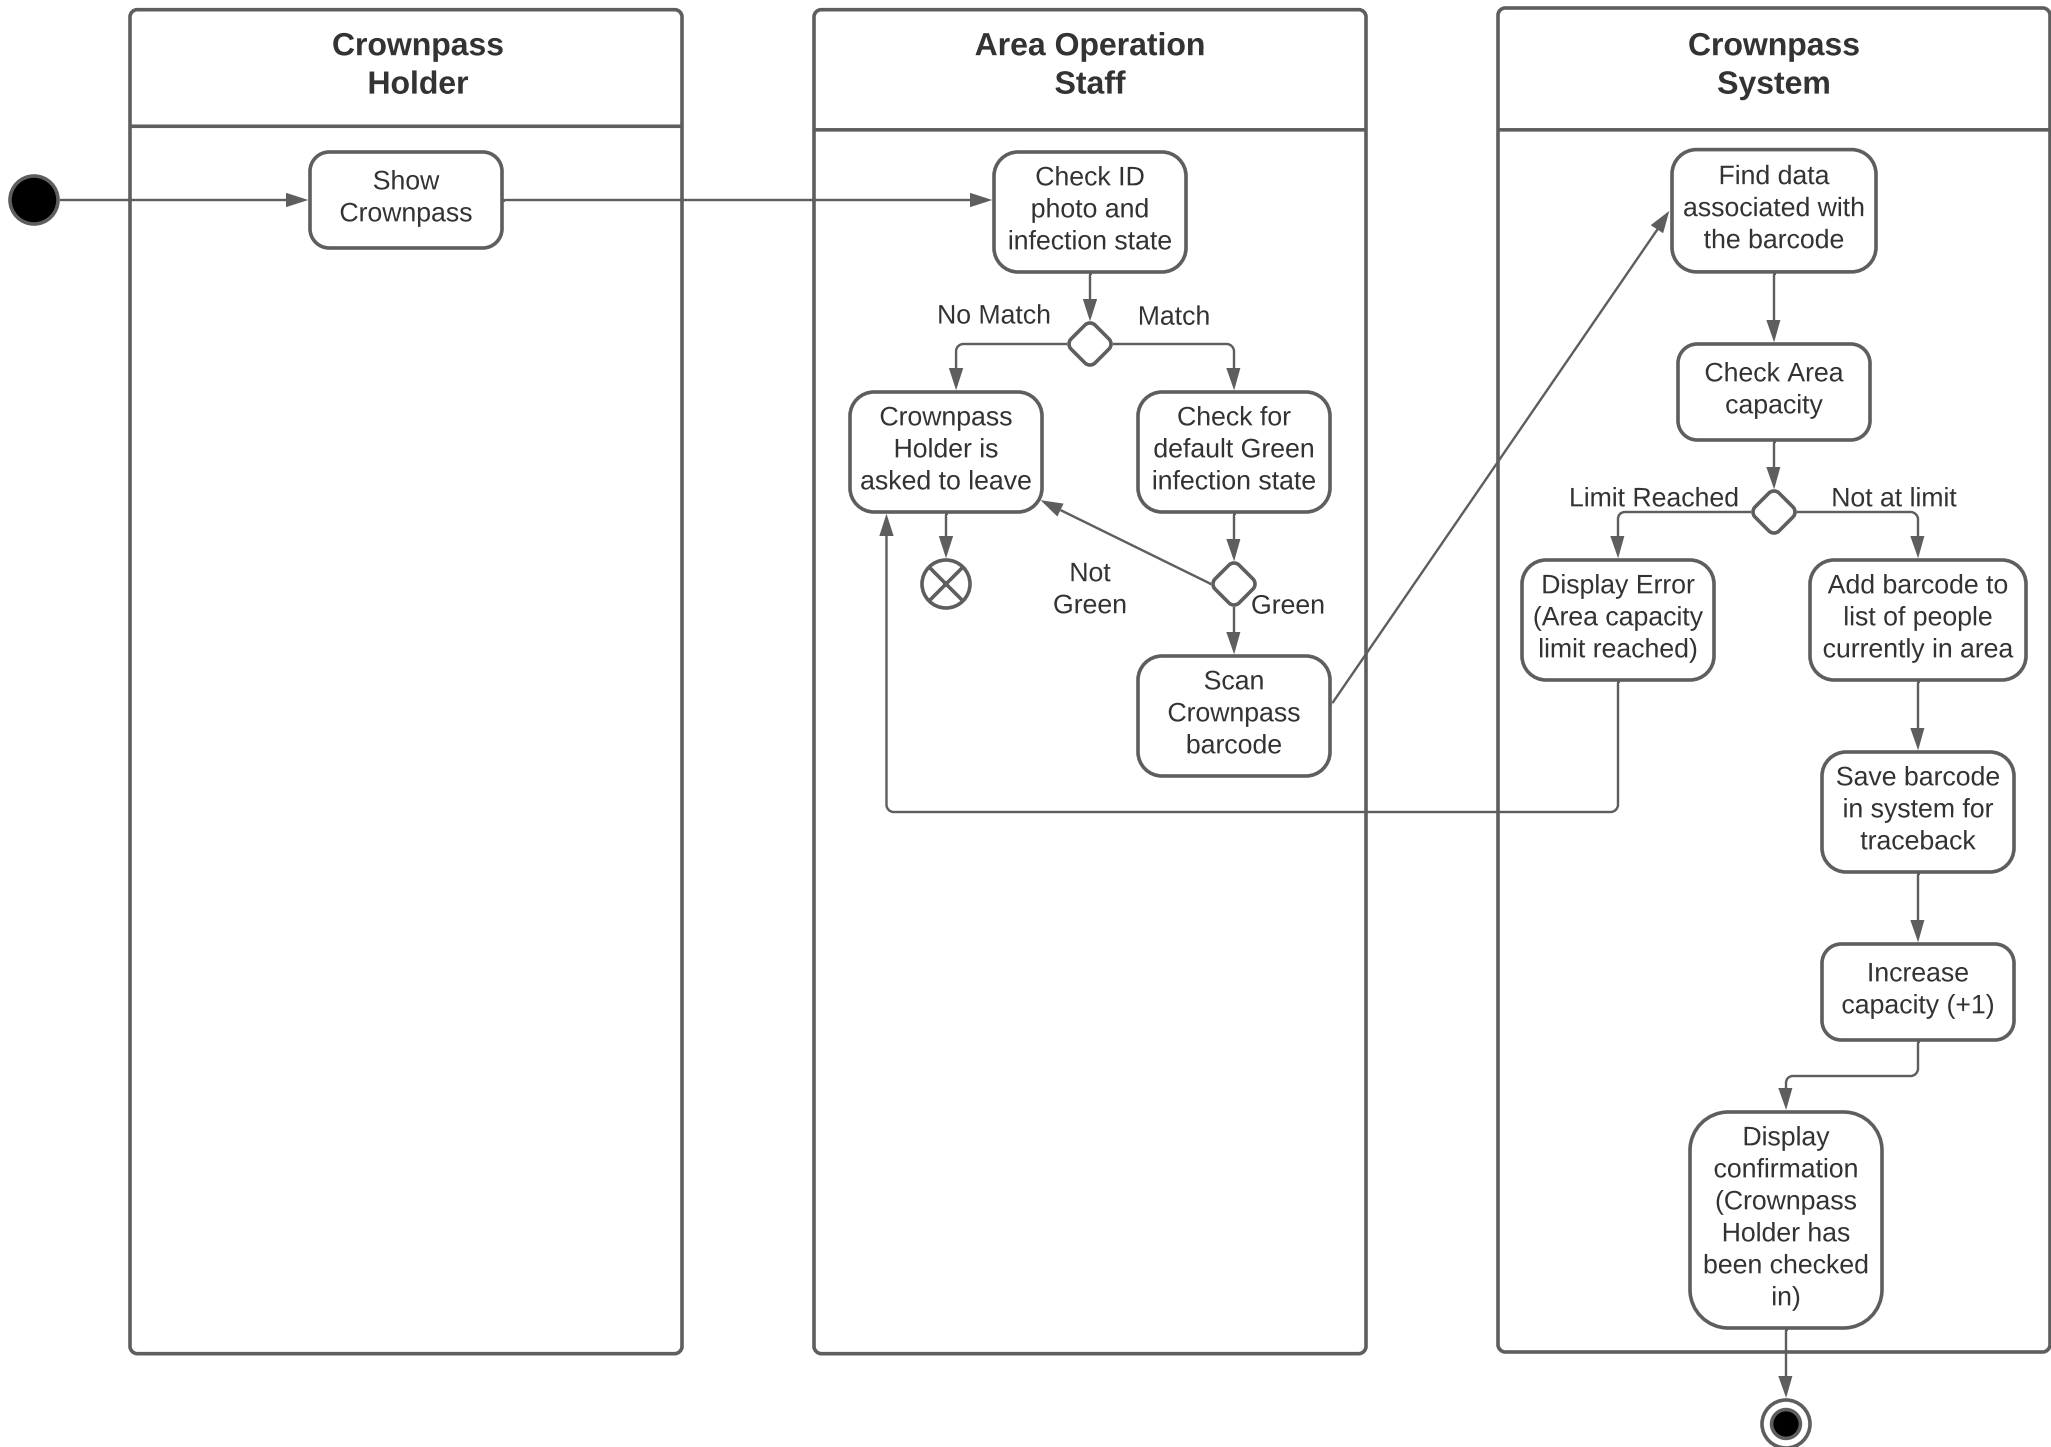 Crownpass
Holder
Area Operation
Staff
Crownpass
System
Show
Crownpass
Check ID
photo and
infection state
No Match
Match
Crownpass
Holder is
asked to leave
Check for
default Green
infection state
Not
Green
Green
Scan
Crownpass
barcode
Find data
associated with
the barcode
Check Area
capacity
Limit Reached
Not at limit
Display Error
(Area capacity
limit reached)
Add barcode to
list of people
currently in area
Save barcode
in system for
traceback
Increase
capacity (+1)
Display
confirmation
(Crownpass
Holder has
been checked
in)